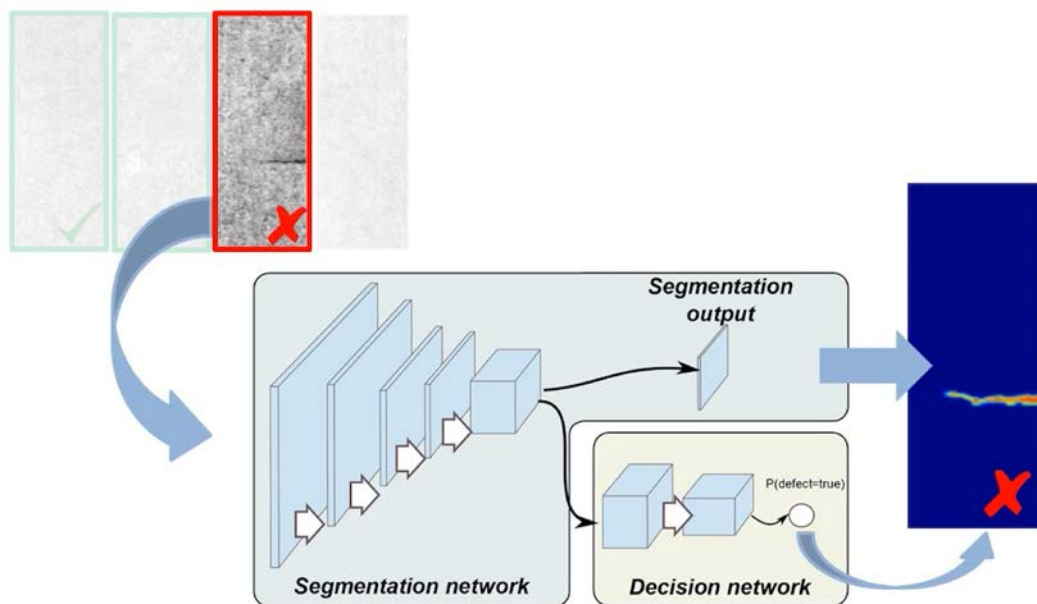 Segmentation
output
P(defect=true)
Segmentation network
Decision network